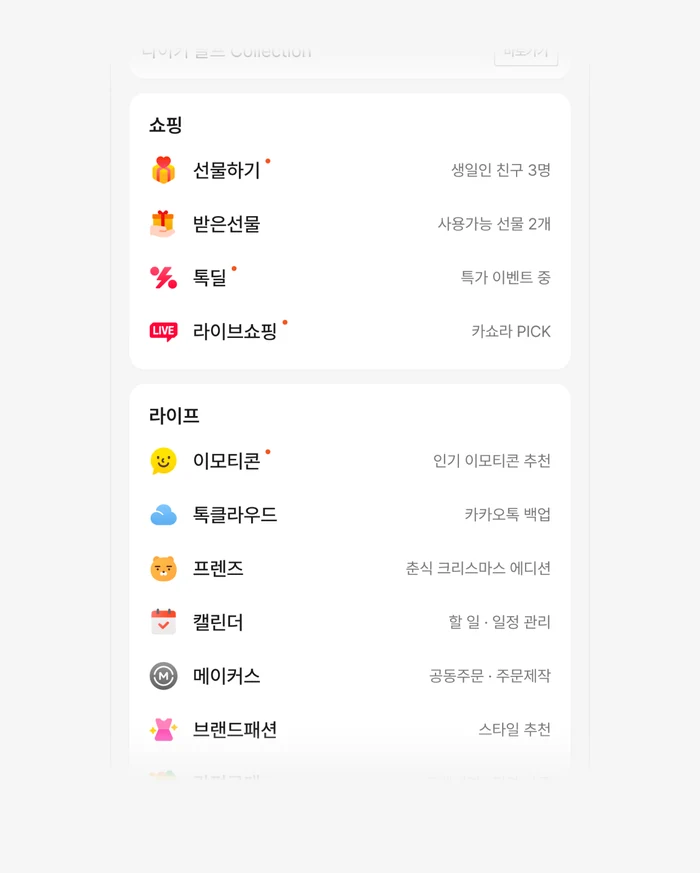 Collection
쇼핑
선물하기 생일인 친구 3명
받은선물 사용가능 선물 2개
톡딜 특가 이벤트 중
LIVE 라이브쇼핑 카쇼라 PICK
라이프
이모티콘 인기 이모티콘 추천
톡클라우드 카카오톡 백업
프렌즈 춘식 크리스마스 에디션
캘린더 할 일 · 일정 관리
M 메이커스 공동주문 · 주문제작
브랜드패션 스타일 추천